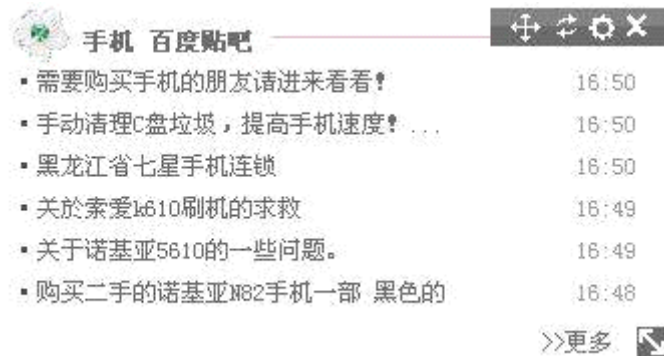 手机 百度贴吧
需要购买手机的朋友请进来看看! 16:50
手动清理C盘垃圾，提高手机速度! ... 16:50
黑龙江省七星手机连锁 16:50
关於索爱k610刷机的求救 16:49
关于诺基亚5610的一些问题。 16:49
购买二手的诺基亚N82手机一部 黑色的 16:48
>>更多